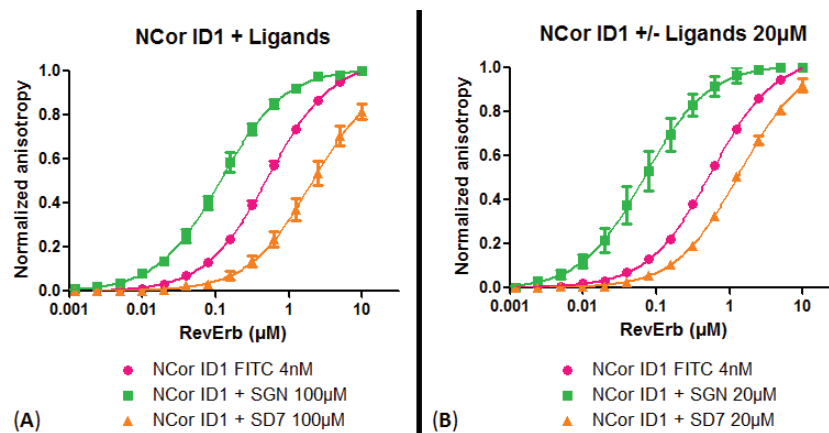 NCor ID1 + Ligands
Normalized anisotropy
1.0
0.8
0.6
0.4
0.2
0.0
0.001 0.01 0.1 1 10
RevErb (µM)
NCor ID1 FITC 4nM
NCor ID1 + SGN 100µM
NCor ID1 + SD7 100µM
(A)
NCor ID1 +/- Ligands 20µM
Normalized anisotropy
1.0
0.8
0.6
0.4
0.2
0.0
0.001 0.01 0.1 1 10
RevErb (µM)
NCor ID1 FITC 4nM
NCor ID1 + SGN 20µM
NCor ID1 + SD7 20µM
(B)